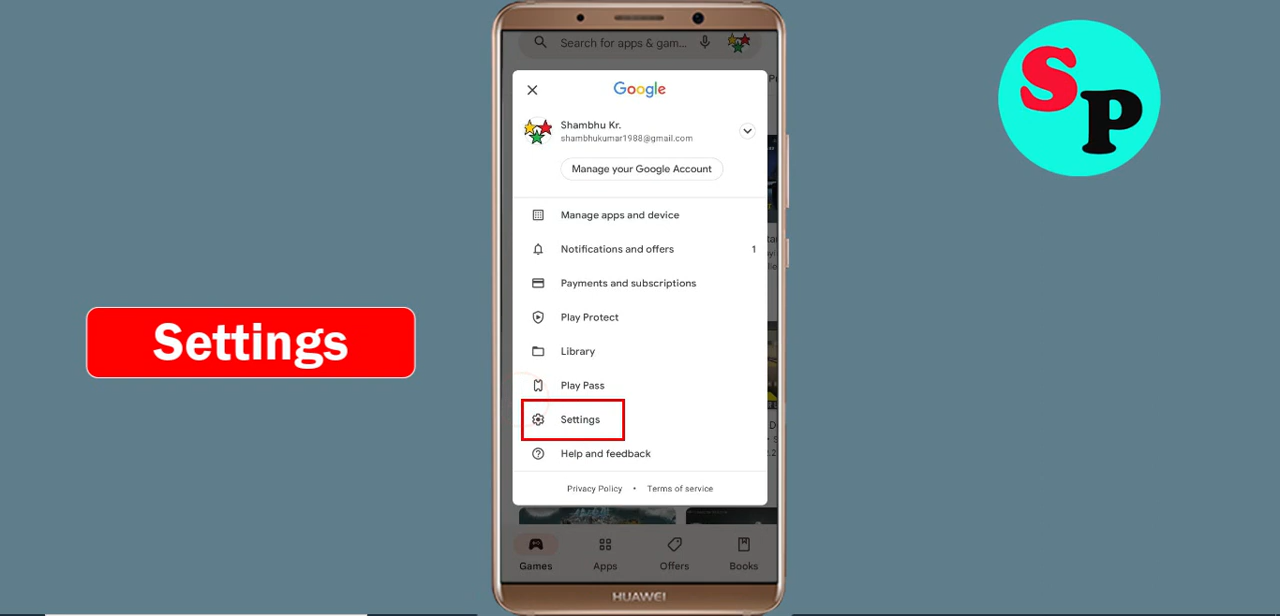 Search for apps & gam...
Google
Shambhu Kr.
shambhukumar1988@gmail.com
Manage your Google Account
Manage apps and device
Notifications and offers 1
Payments and subscriptions
Play Protect
Library
Play Pass
Settings
Help and feedback
Privacy Policy • Terms of service
Games Apps Offers Books
HUAWEI
Settings
SP